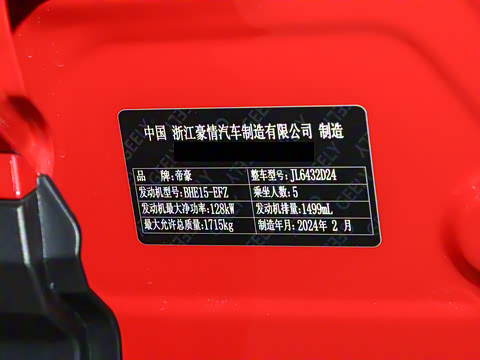 中国 浙江豪情汽车制造有限公司 制造
品 牌:帝豪 整车型号:JL6432D24
发动机型号:BHE15-EFZ 乘坐人数:5
发动机最大净功率:128kW 发动机排量:1499mL
最大允许总质量:1715kg 制造年月:2024年 2 月
GEELY